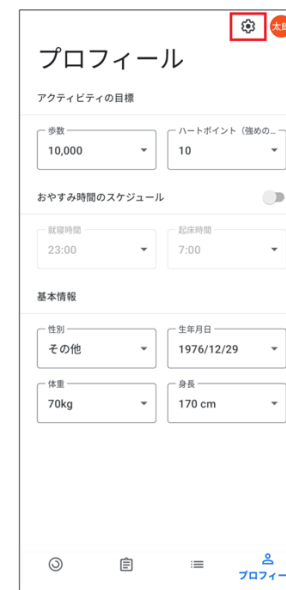 太郎
プロフィール
アクティビティの目標
歩数
ハートポイント（強めの...
10,000
10
おやすみ時間のスケジュール
就寝時間
起床時間
23:00
7:00
基本情報
性別
生年月日
その他
1976/12/29
体重
身長
70kg
170 cm
プロフィー